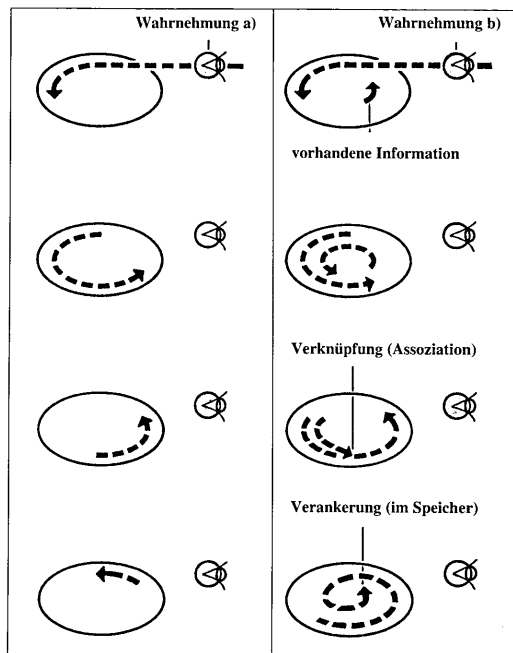 Wahrnehmung a)
Wahrnehmung b)
vorhandene Information
Verknüpfung (Assoziation)
Verankerung (im Speicher)